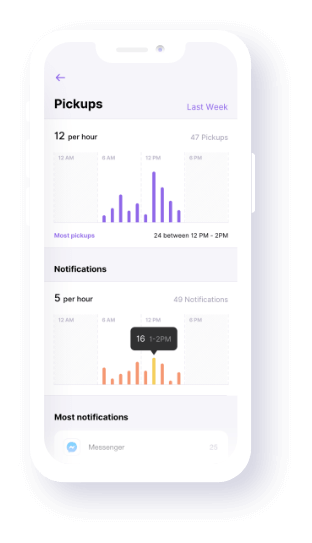 Pickups
Last Week
12 per hour
47 Pickups
12 AM 6 AM 12 PM 6 PM
Most pickups
24 between 12 PM - 2PM
Notifications
5 per hour
49 Notifications
12 AM 6 AM 12 PM 6 PM
16 1-2PM
Most notifications
Messenger 25